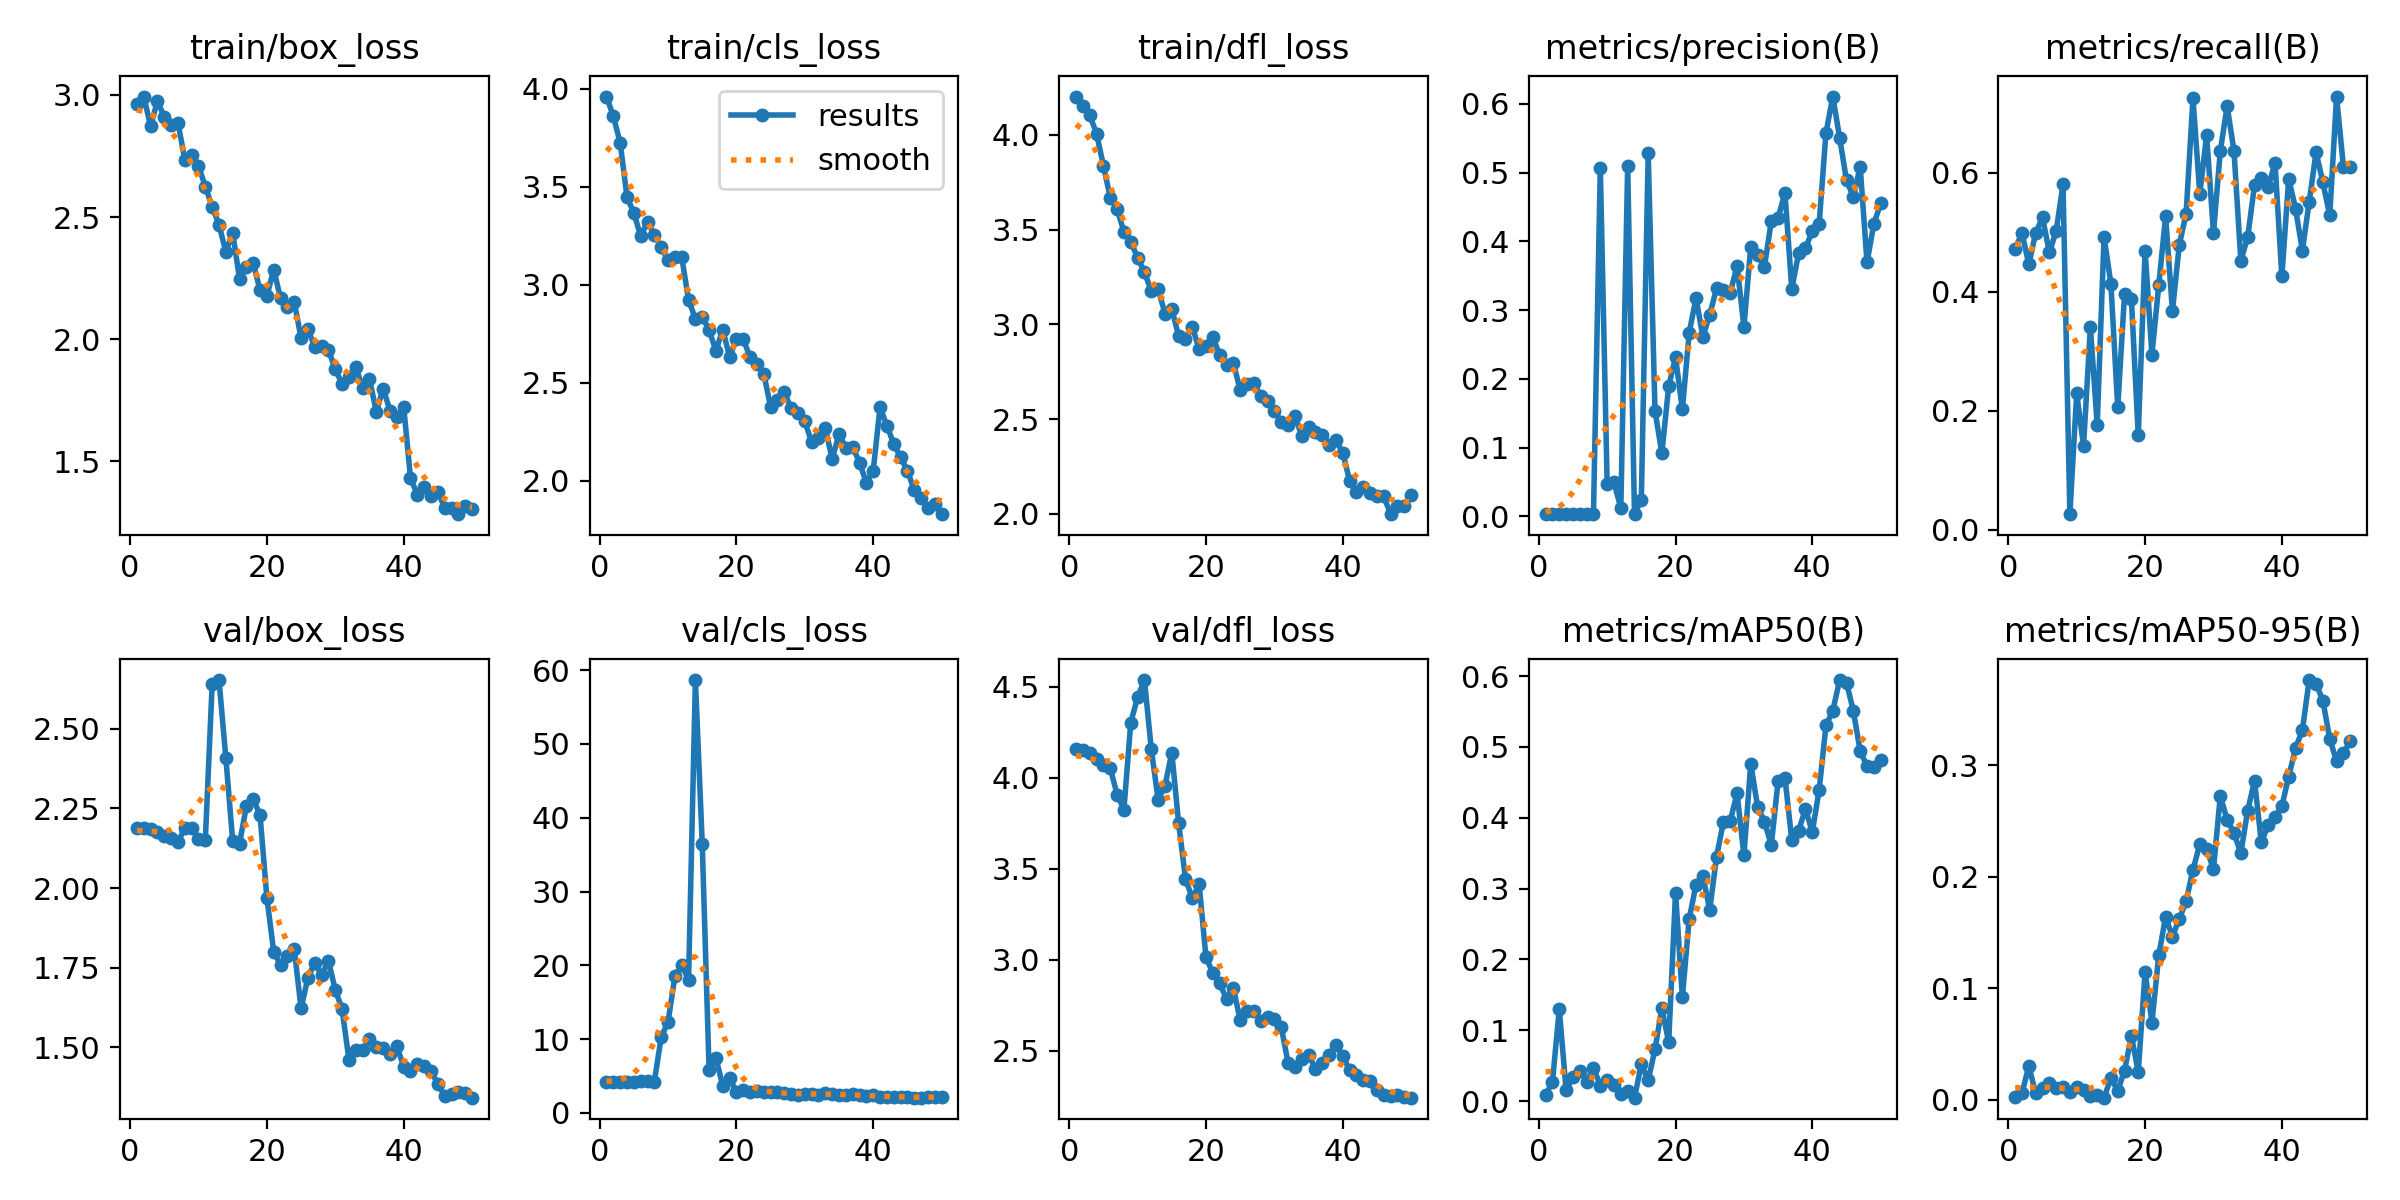 train/box_loss
3.0
2.5
2.0
1.5
0 20 40
train/cls_loss
results
smooth
4.0
3.5
3.0
2.5
2.0
0 20 40
train/dfl_loss
4.0
3.5
3.0
2.5
2.0
0 20 40
metrics/precision(B)
0.6
0.5
0.4
0.3
0.2
0.1
0.0
0 20 40
metrics/recall(B)
0.6
0.4
0.2
0.0
0 20 40
val/box_loss
2.50
2.25
2.00
1.75
1.50
0 20 40
val/cls_loss
60
50
40
30
20
10
0
0 20 40
val/dfl_loss
4.5
4.0
3.5
3.0
2.5
0 20 40
metrics/mAP50(B)
0.6
0.5
0.4
0.3
0.2
0.1
0.0
0 20 40
metrics/mAP50-95(B)
0.3
0.2
0.1
0.0
0 20 40